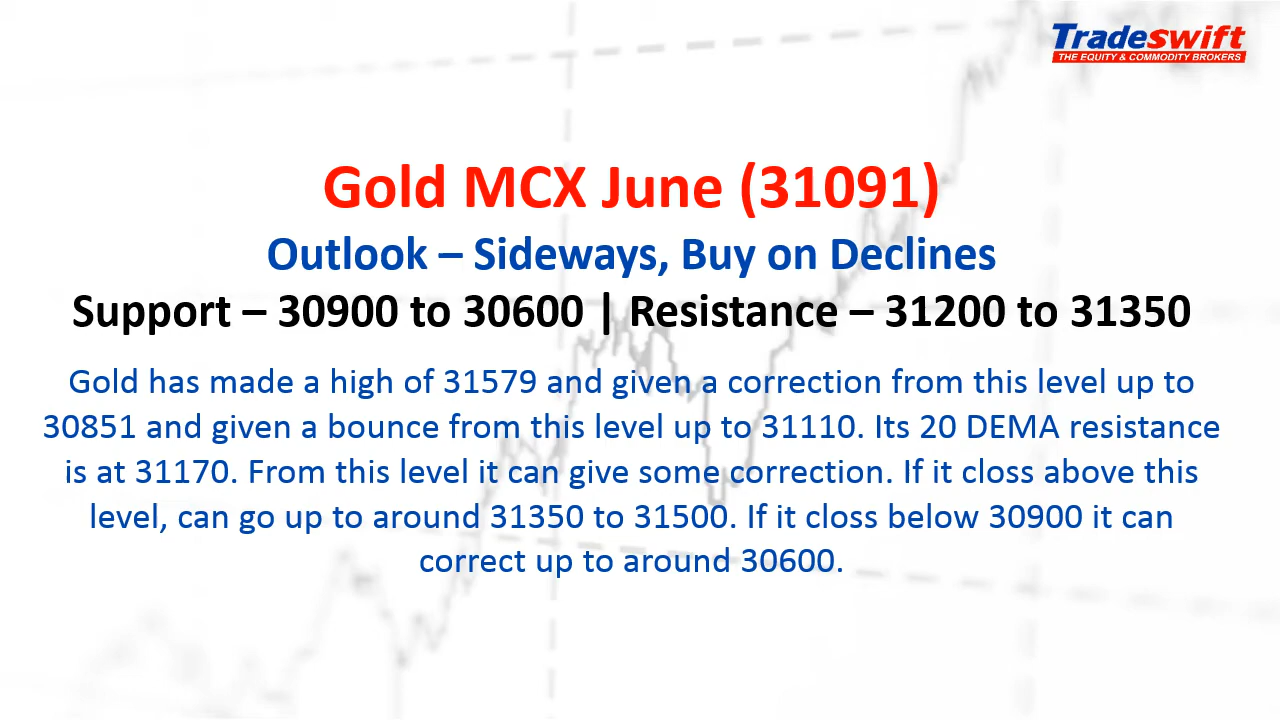 Tradeswift
THE EQUITY & COMMODITY BROKERS
Gold MCX June (31091)
Outlook – Sideways, Buy on Declines
Support – 30900 to 30600 | Resistance – 31200 to 31350
Gold has made a high of 31579 and given a correction from this level up to
30851 and given a bounce from this level up to 31110. Its 20 DEMA resistance
is at 31170. From this level it can give some correction. If it closs above this
level, can go up to around 31350 to 31500. If it closs below 30900 it can
correct up to around 30600.